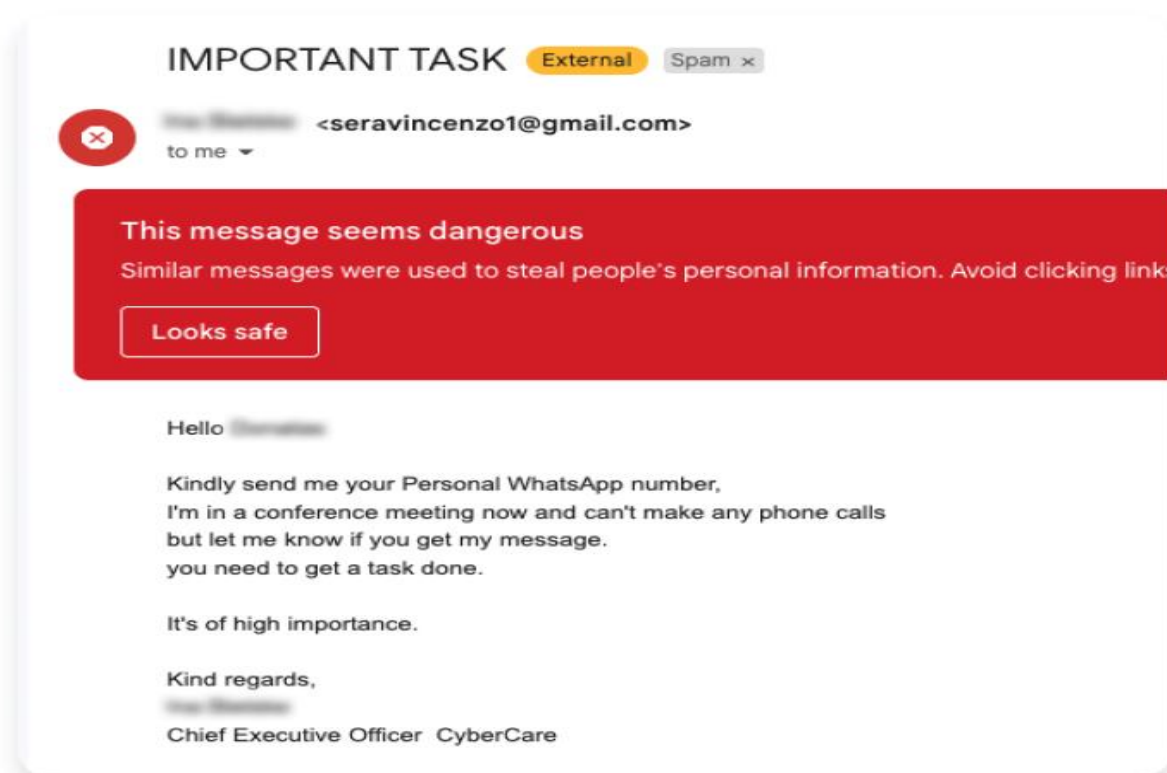 IMPORTANT TASK External Spam ×
<seravincenzo1@gmail.com>
to me
This message seems dangerous
Similar messages were used to steal people's personal information. Avoid clicking links
Looks safe
Hello
Kindly send me your Personal WhatsApp number,
I'm in a conference meeting now and can't make any phone calls
but let me know if you get my message.
you need to get a task done.
It's of high importance.
Kind regards,
Chief Executive Officer CyberCare